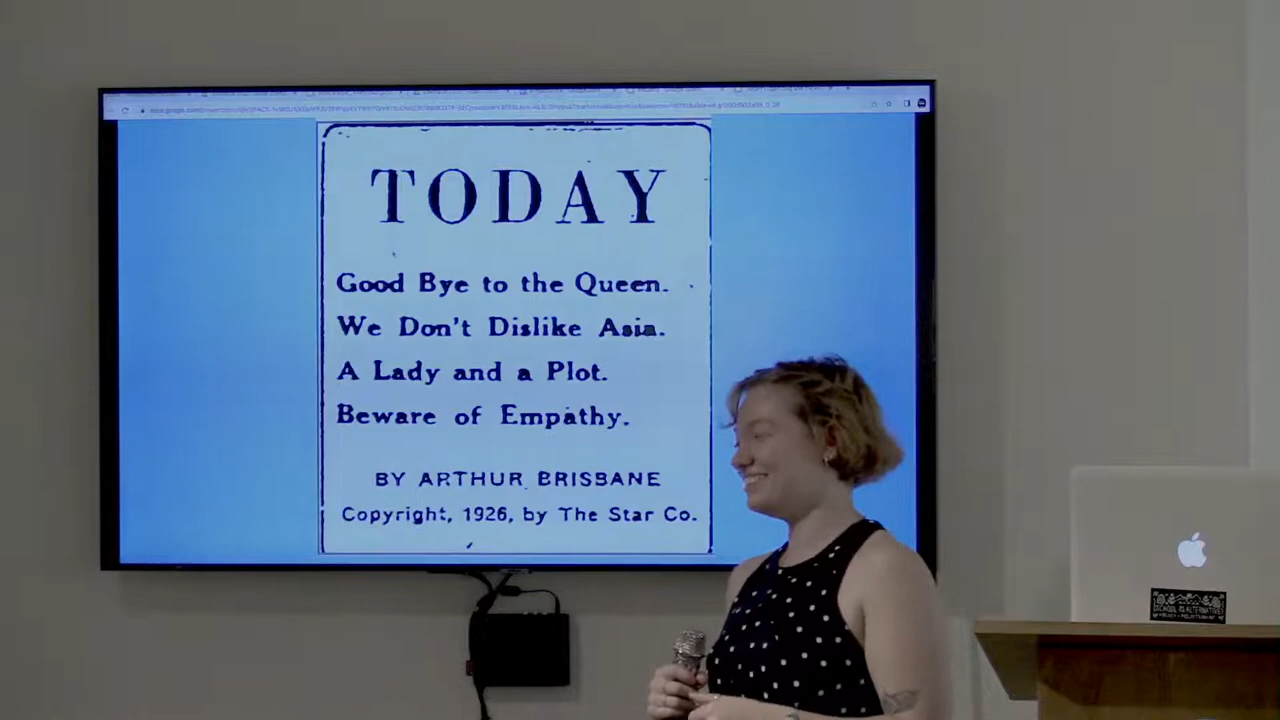 TODAY
Good Bye to the Queen.
We Don't Dislike Asia.
A Lady and a Plot.
Beware of Empathy.
BY ARTHUR BRISBANE
Copyright, 1926, by The Star Co.